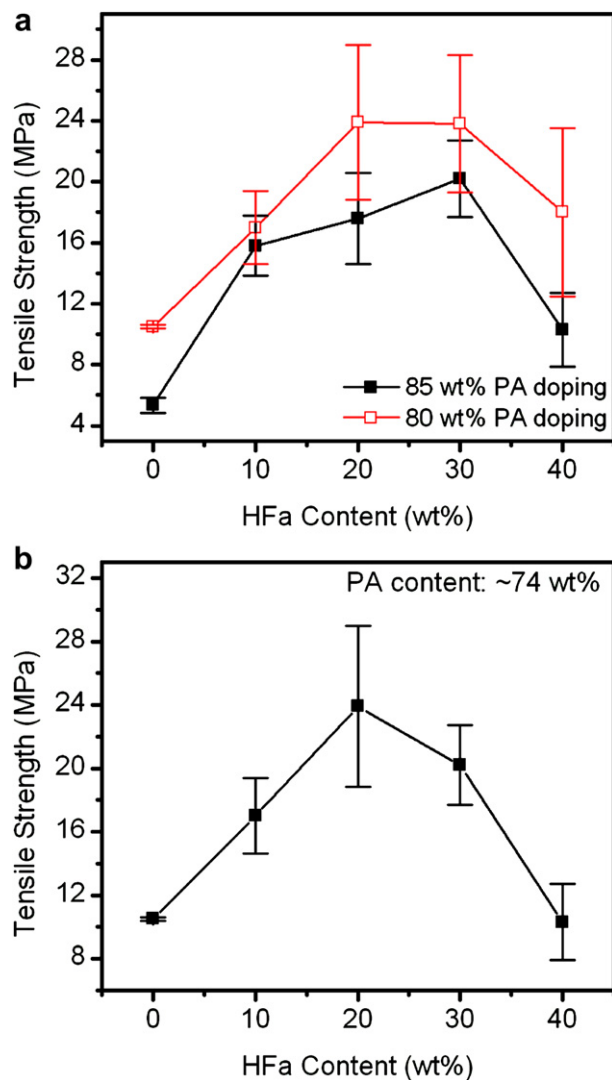 a
28
24
20
16
12
8
4
Tensile Strength (MPa)
85 wt% PA doping
80 wt% PA doping
0 10 20 30 40
HFa Content (wt%)
b
32
28
24
20
16
12
8
Tensile Strength (MPa)
PA content: ~74 wt%
0 10 20 30 40
HFa Content (wt%)